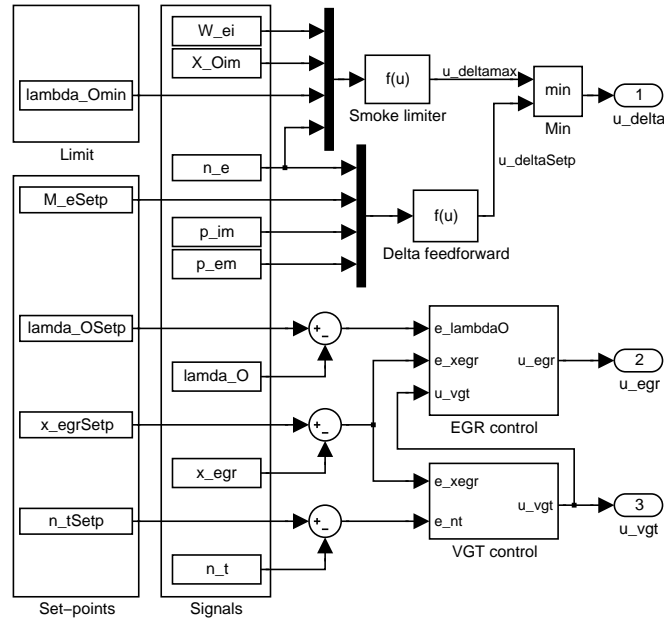 W_ei
X_Oim
lambda_Omin
Limit
f(u)
Smoke limiter
u_deltamax
min
Min
1
u_delta
n_e
u_deltaSetp
M_eSetp
p_im
p_em
f(u)
Delta feedforward
lamda_OSetp
+
−
lamda_O
e_lambdaO
e_xegr
u_vgt
u_egr
EGR control
2
u_egr
x_egrSetp
+
−
x_egr
e_xegr
e_nt
u_vgt
VGT control
3
u_vgt
n_tSetp
+
−
n_t
Set−points
Signals